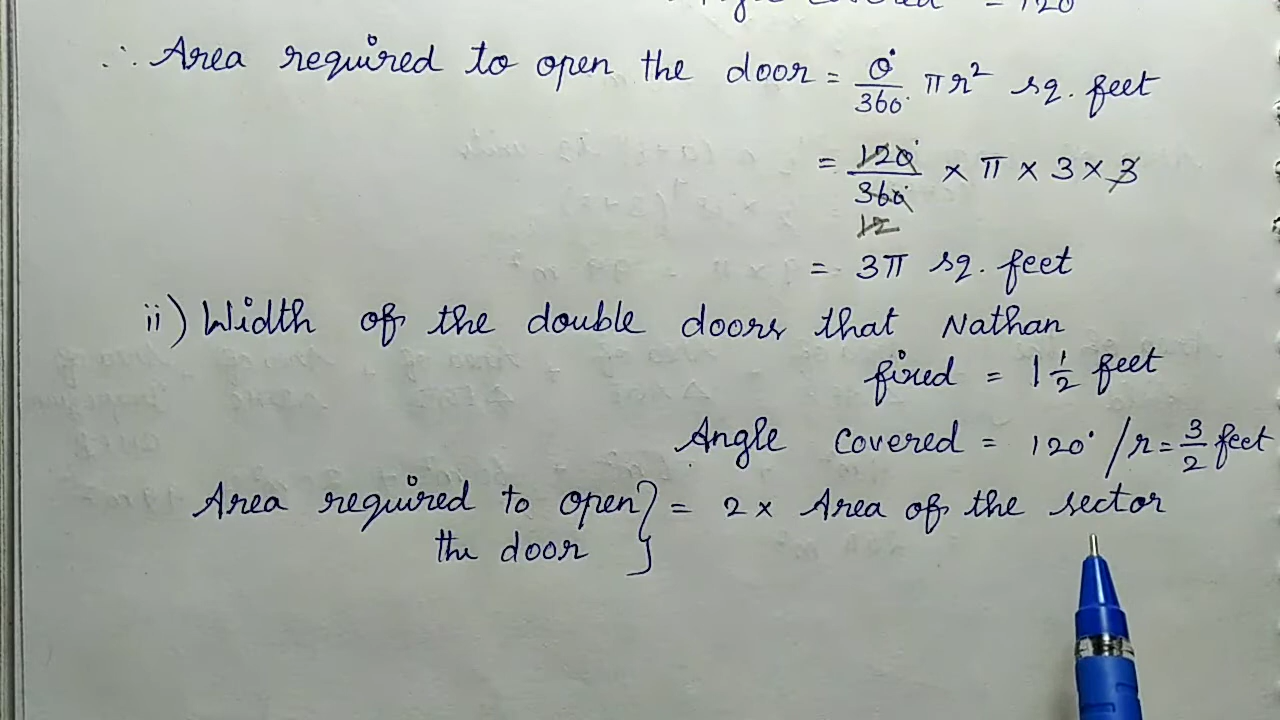 ∴ Area required to open the door = θ°/360° πr² sq. feet
= 120°/360° × π × 3 × 3
12
= 3π sq. feet
ii) Width of the double doors that Nathan
fixed = 1 1/2 feet
Angle covered = 120° / r = 3/2 feet
Area required to open } = 2 × Area of the sector
the door